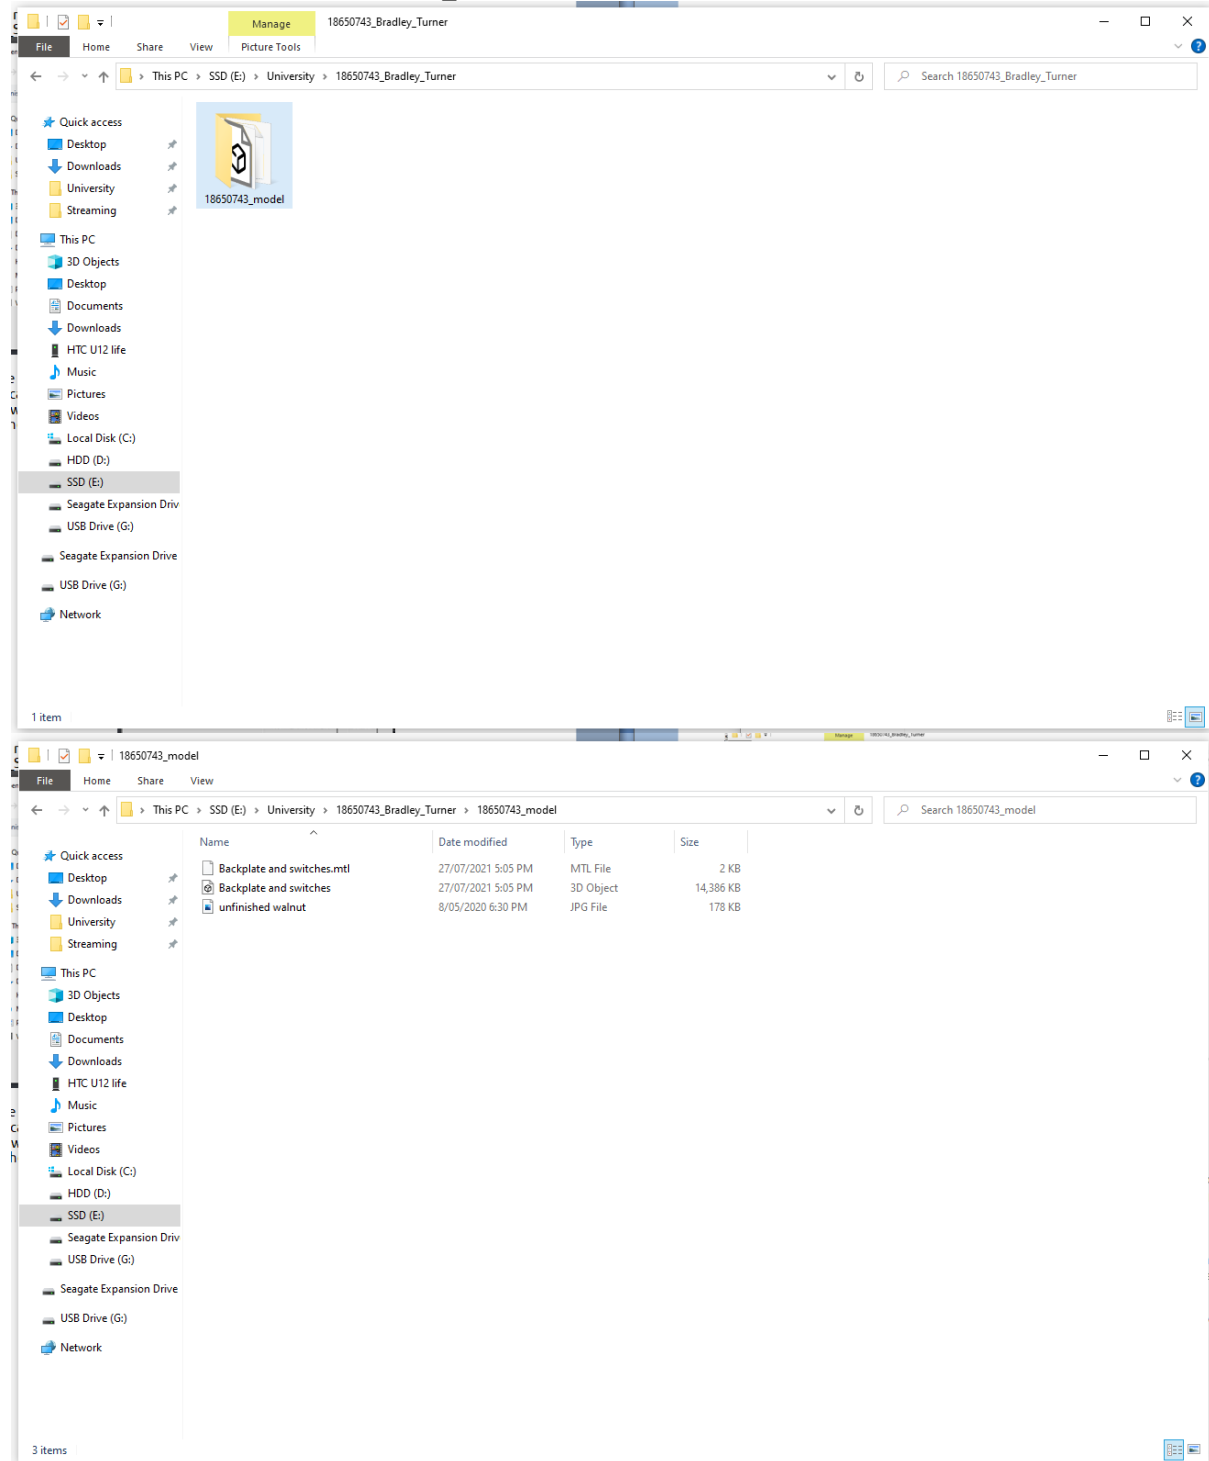 Manage
18650743_Bradley_Turner
File Home Share View Picture Tools
This PC > SSD (E:) > University > 18650743_Bradley_Turner
Search 18650743_Bradley_Turner
Quick access
Desktop
Downloads
University
Streaming
This PC
3D Objects
Desktop
Documents
Downloads
HTC U12 life
Music
Pictures
Videos
Local Disk (C:)
HDD (D:)
SSD (E:)
Seagate Expansion Driv
USB Drive (G:)
Seagate Expansion Drive
USB Drive (G:)
Network
18650743_model
1 item
Manage 18650743_Bradley_Turner
18650743_model
File Home Share View
This PC > SSD (E:) > University > 18650743_Bradley_Turner > 18650743_model
Search 18650743_model
Quick access
Desktop
Downloads
University
Streaming
This PC
3D Objects
Desktop
Documents
Downloads
HTC U12 life
Music
Pictures
Videos
Local Disk (C:)
HDD (D:)
SSD (E:)
Seagate Expansion Driv
USB Drive (G:)
Seagate Expansion Drive
USB Drive (G:)
Network
Name Date modified Type Size
Backplate and switches.mtl 27/07/2021 5:05 PM MTL File 2 KB
Backplate and switches 27/07/2021 5:05 PM 3D Object 14,386 KB
unfinished walnut 8/05/2020 6:30 PM JPG File 178 KB
3 items